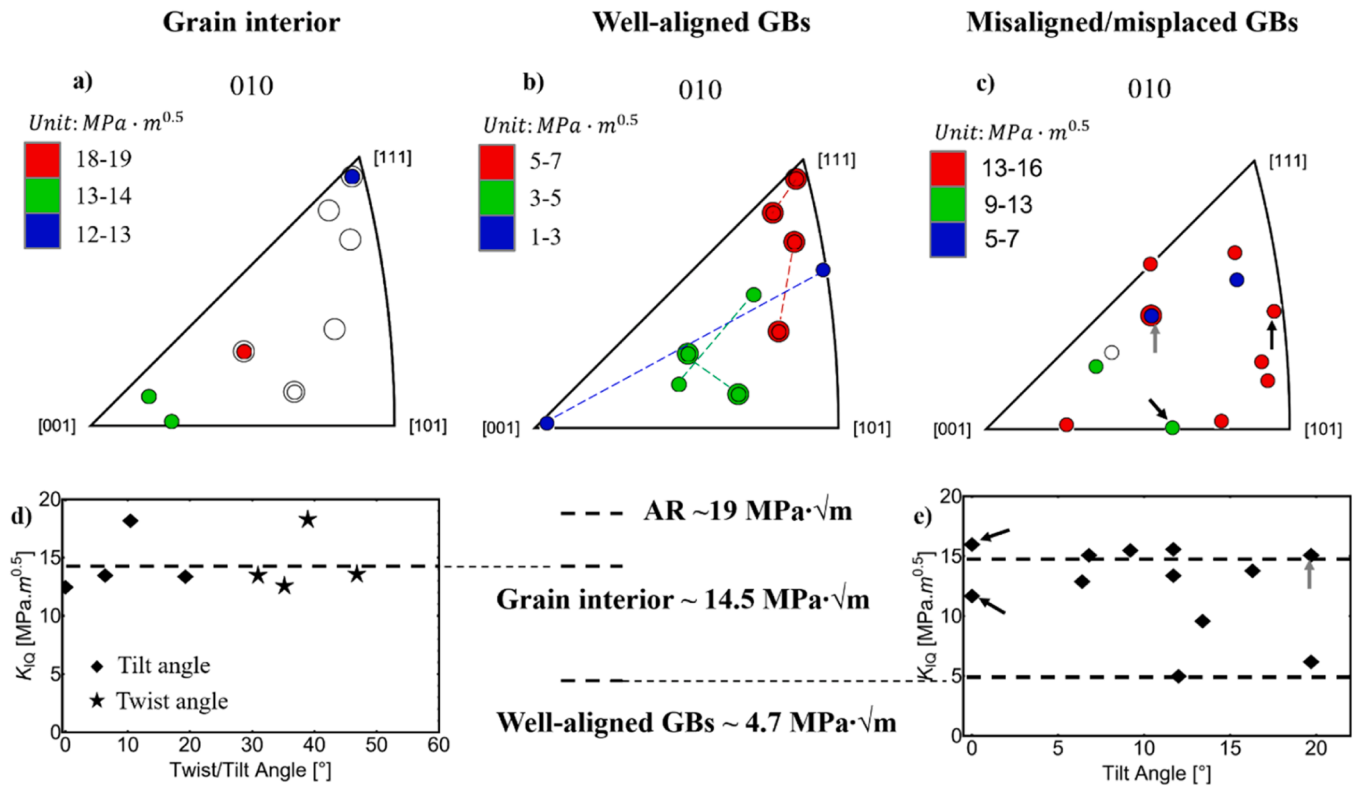 Grain interior
Well-aligned GBs
Misaligned/misplaced GBs
a)
010
Unit: MPa · m^0.5
18-19
13-14
12-13
[111]
[001]
[101]
b)
010
Unit: MPa · m^0.5
5-7
3-5
1-3
[111]
[001]
[101]
c)
010
Unit: MPa · m^0.5
13-16
9-13
5-7
[111]
[001]
[101]
d)
20
15
10
5
0
K_IQ [MPa.m^0.5]
Tilt angle
Twist angle
0 10 20 30 40 50 60
Twist/Tilt Angle [°]
AR ~19 MPa·√m
Grain interior ~ 14.5 MPa·√m
Well-aligned GBs ~ 4.7 MPa·√m
e)
20
15
10
5
0
K_IQ [MPa.m^0.5]
0 5 10 15 20
Tilt Angle [°]